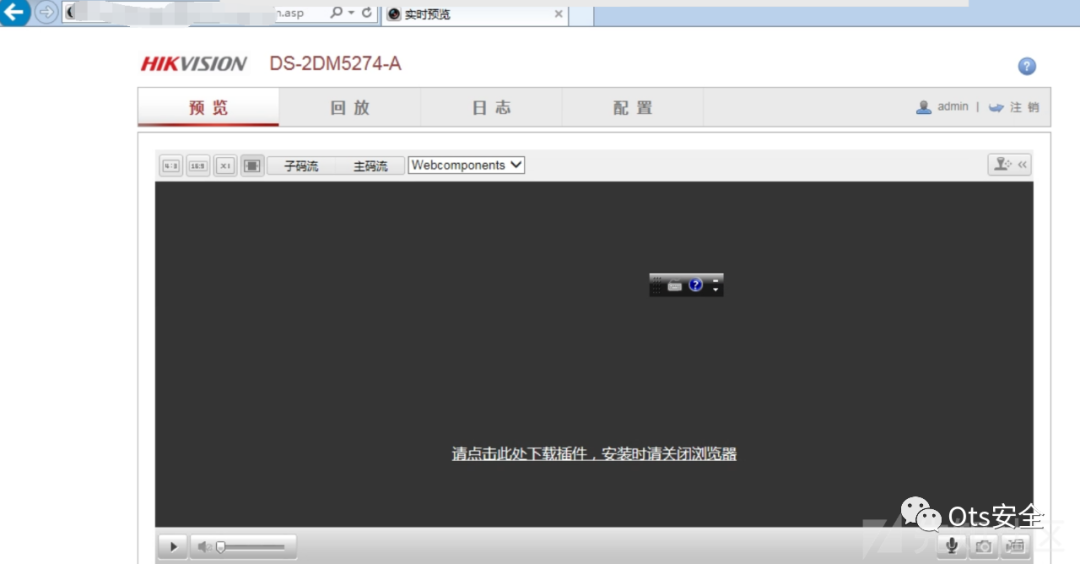 n.asp
实时预览
HIKVISION DS-2DM5274-A
预览 回放 日志 配置 admin | 注销
4:3 16:9 X1 子码流 主码流 Webcomponents
请点击此处下载插件，安装时请关闭浏览器
Ots安全
区